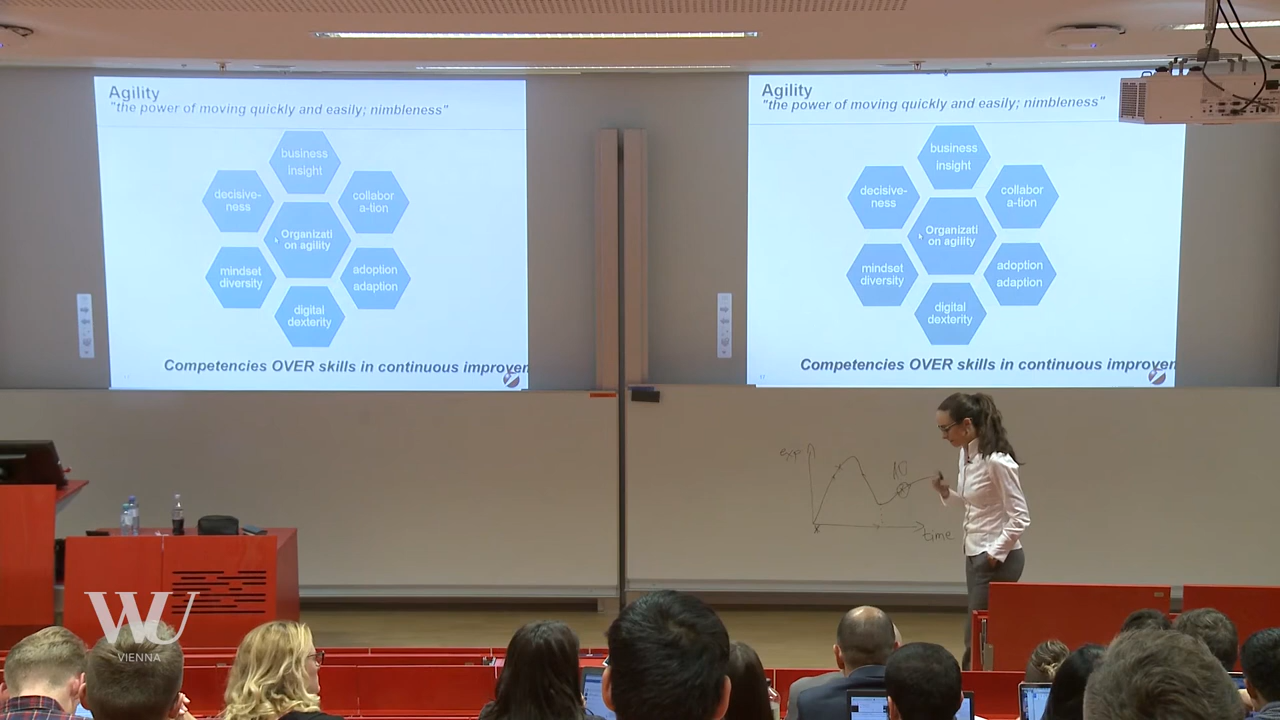 Agility
"the power of moving quickly and easily; nimbleness"
business
insight
decisive-
ness
collabor
a-tion
Organizati
on agility
mindset
diversity
adoption
adaption
digital
dexterity
Competencies OVER skills in continuous improver
Agility
"the power of moving quickly and easily; nimbleness"
business
insight
decisive-
ness
collabor
a-tion
Organizati
on agility
mindset
diversity
adoption
adaption
digital
dexterity
Competencies OVER skills in continuous improver
exp
time
WU
VIENNA